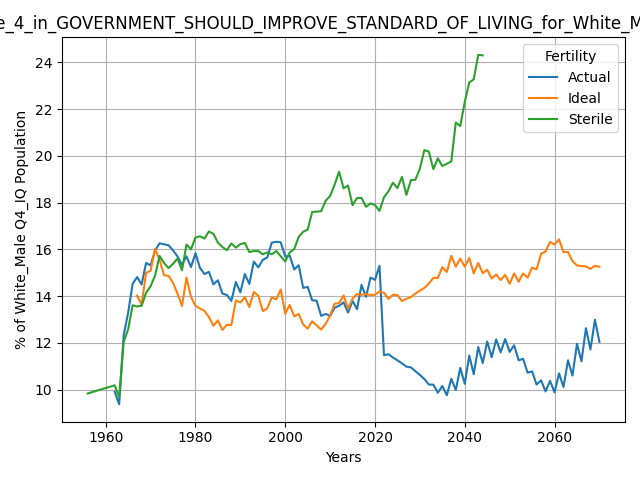 e_4_in_GOVERNMENT_SHOULD_IMPROVE_STANDARD_OF_LIVING_for_White_M
Fertility
Actual
Ideal
Sterile
% of White_Male Q4_IQ Population
24
22
20
18
16
14
12
10
1960
1980
2000
2020
2040
2060
Years